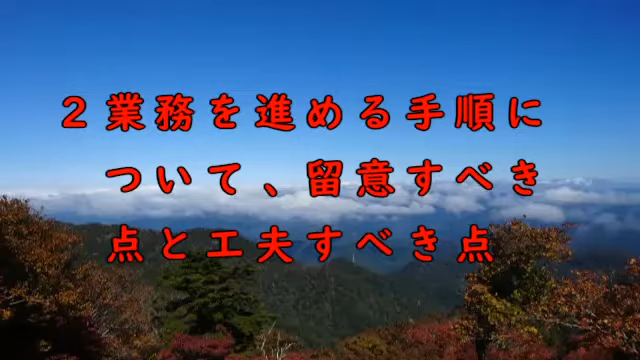 ２業務を進める手順に
ついて、留意すべき
点と工夫すべき点